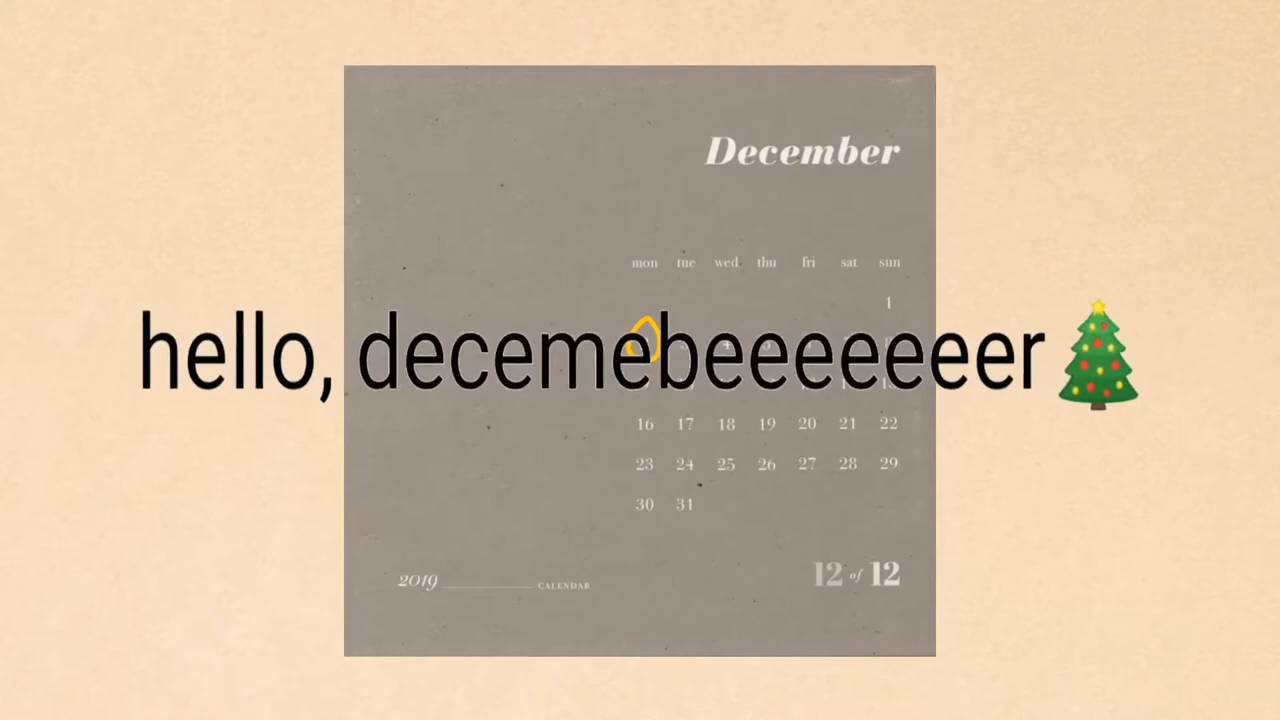 December
mon tue wed thu fri sat sun
1
hello, decemebeeeeeeer🎄
16 17 18 19 20 21 22
23 24 25 26 27 28 29
30 31
2019 CALENDAR
12 of 12